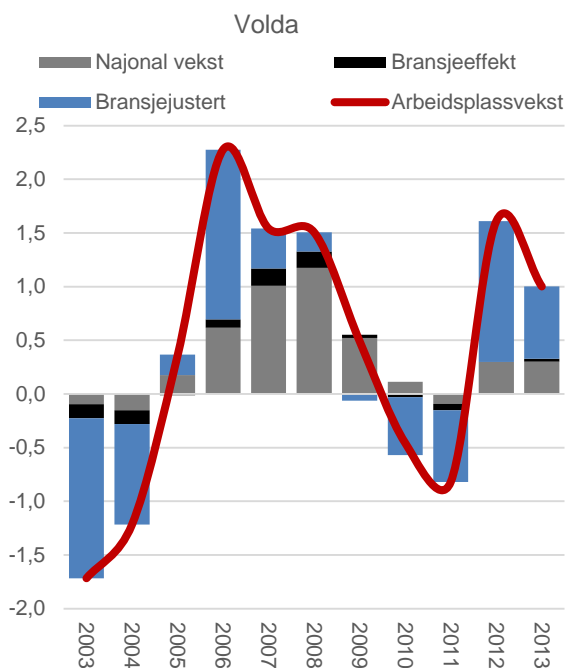 Volda
Najonal vekst
Bransjeeffekt
Bransjejustert
Arbeidsplassvekst
2,5
2,0
1,5
1,0
0,5
0,0
-0,5
-1,0
-1,5
-2,0
2003 2004 2005 2006 2007 2008 2009 2010 2011 2012 2013